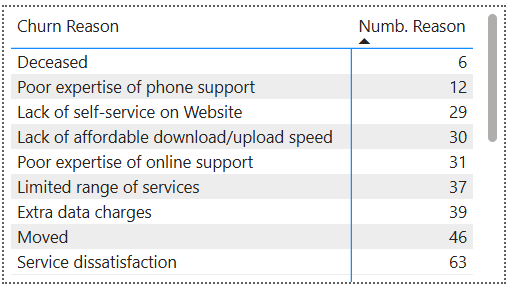 Churn Reason Numb. Reason
Deceased 6
Poor expertise of phone support 12
Lack of self-service on Website 29
Lack of affordable download/upload speed 30
Poor expertise of online support 31
Limited range of services 37
Extra data charges 39
Moved 46
Service dissatisfaction 63